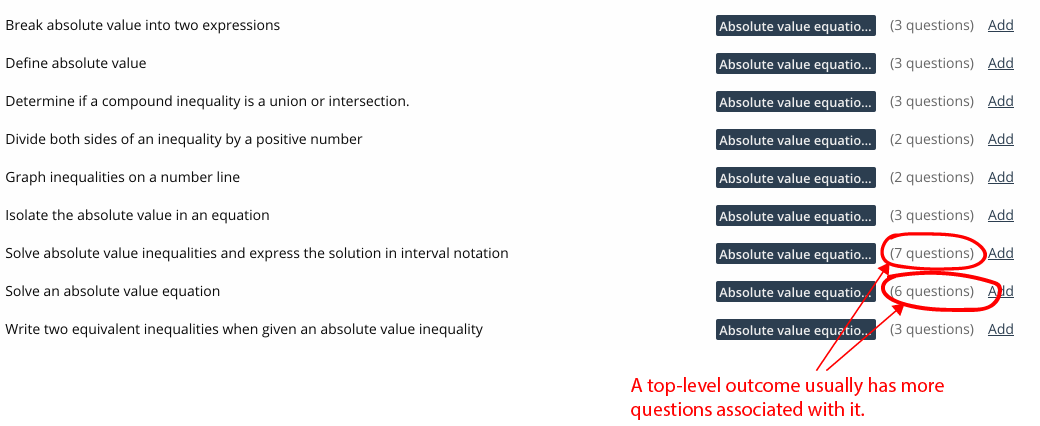 Break absolute value into two expressions Absolute value equatio... (3 questions) Add
Define absolute value Absolute value equatio... (3 questions) Add
Determine if a compound inequality is a union or intersection. Absolute value equatio... (3 questions) Add
Divide both sides of an inequality by a positive number Absolute value equatio... (2 questions) Add
Graph inequalities on a number line Absolute value equatio... (2 questions) Add
Isolate the absolute value in an equation Absolute value equatio... (3 questions) Add
Solve absolute value inequalities and express the solution in interval notation Absolute value equatio... (7 questions) Add
Solve an absolute value equation Absolute value equatio... (6 questions) Add
Write two equivalent inequalities when given an absolute value inequality Absolute value equatio... (3 questions) Add
A top-level outcome usually has more
questions associated with it.